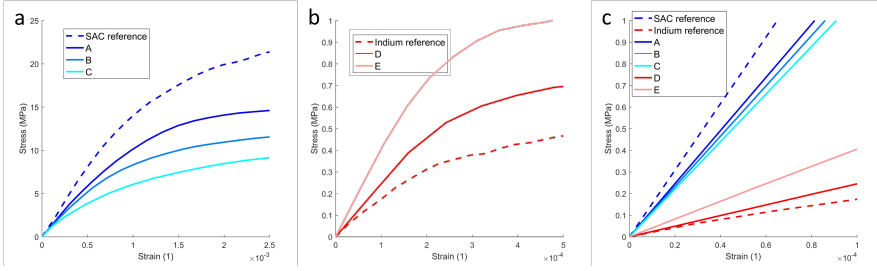 a
25
20
15
10
5
0
Stress (MPa)
SAC reference
A
B
C
0
0.5
1
1.5
2
2.5
Strain (1)
×10⁻³
b
1
0.9
0.8
0.7
0.6
0.5
0.4
0.3
0.2
0.1
0
Stress (MPa)
Indium reference
D
E
0
1
2
3
4
5
Strain (1)
×10⁻⁴
c
1
0.9
0.8
0.7
0.6
0.5
0.4
0.3
0.2
0.1
0
Stress (MPa)
SAC reference
Indium reference
A
B
C
D
E
0
0.2
0.4
0.6
0.8
1
Strain (1)
×10⁻⁴